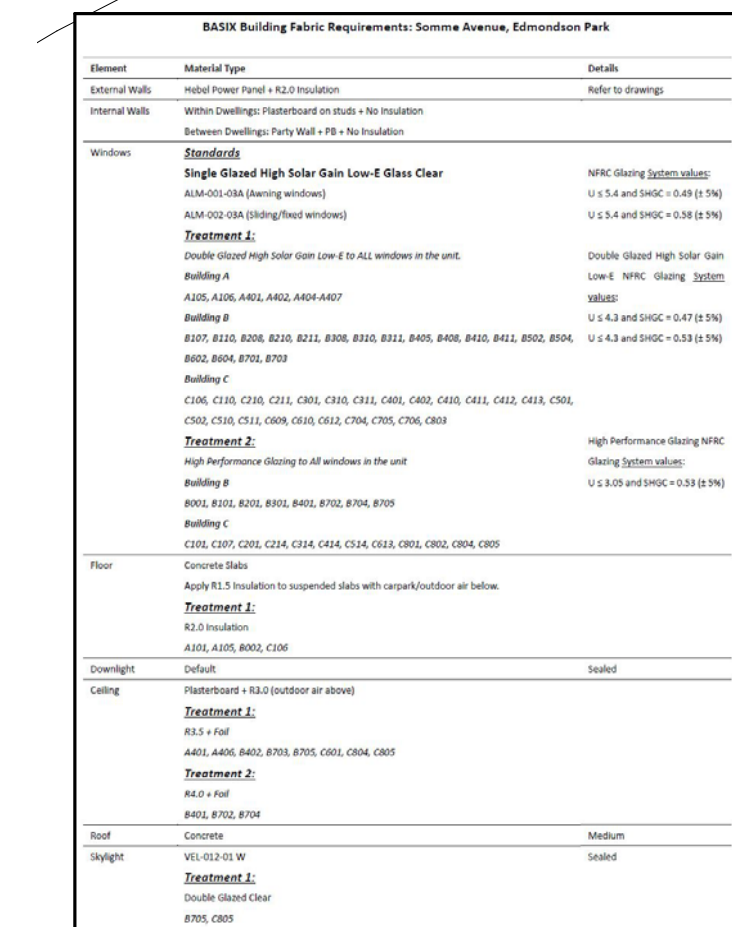 BASIX Building Fabric Requirements: Somme Avenue, Edmondson Park
Element Material Type Details
External Walls Hebel Power Panel + R2.0 Insulation Refer to drawings
Internal Walls Within Dwellings: Plasterboard on studs + No Insulation
Between Dwellings: Party Wall + PB + No Insulation
Windows Standards
Single Glazed High Solar Gain Low-E Glass Clear NFRC Glazing System values:
ALM-001-03A (Awning windows) U ≤ 5.4 and SHGC = 0.49 (± 5%)
ALM-002-03A (Sliding/fixed windows) U ≤ 5.4 and SHGC = 0.58 (± 5%)
Treatment 1:
Double Glazed High Solar Gain Low-E to ALL windows in the unit. Double Glazed High Solar Gain
Building A Low-E NFRC Glazing System
A105, A106, A401, A402, A404-A407 values:
Building B U ≤ 4.3 and SHGC = 0.47 (± 5%)
B107, B110, B208, B210, B211, B308, B310, B311, B405, B408, B410, B411, B502, B504, U ≤ 4.3 and SHGC = 0.53 (± 5%)
B602, B604, B701, B703
Building C
C106, C110, C210, C211, C301, C310, C311, C401, C402, C410, C411, C412, C413, C501,
C502, C510, C511, C609, C610, C612, C704, C705, C706, C803
Treatment 2: High Performance Glazing NFRC
High Performance Glazing to All windows in the unit Glazing System values:
Building B U ≤ 3.05 and SHGC = 0.53 (± 5%)
B001, B101, B201, B301, B401, B702, B704, B705
Building C
C101, C107, C201, C214, C314, C414, C514, C613, C801, C802, C804, C805
Floor Concrete Slabs
Apply R1.5 Insulation to suspended slabs with carpark/outdoor air below.
Treatment 1:
R2.0 Insulation
A101, A105, B002, C106
Downlight Default Sealed
Ceiling Plasterboard + R3.0 (outdoor air above)
Treatment 1:
R3.5 + Foil
A401, A406, B402, B703, B705, C601, C804, C805
Treatment 2:
R4.0 + Foil
B401, B702, B704
Roof Concrete Medium
Skylight VEL-012-01 W Sealed
Treatment 1:
Double Glazed Clear
B705, C805